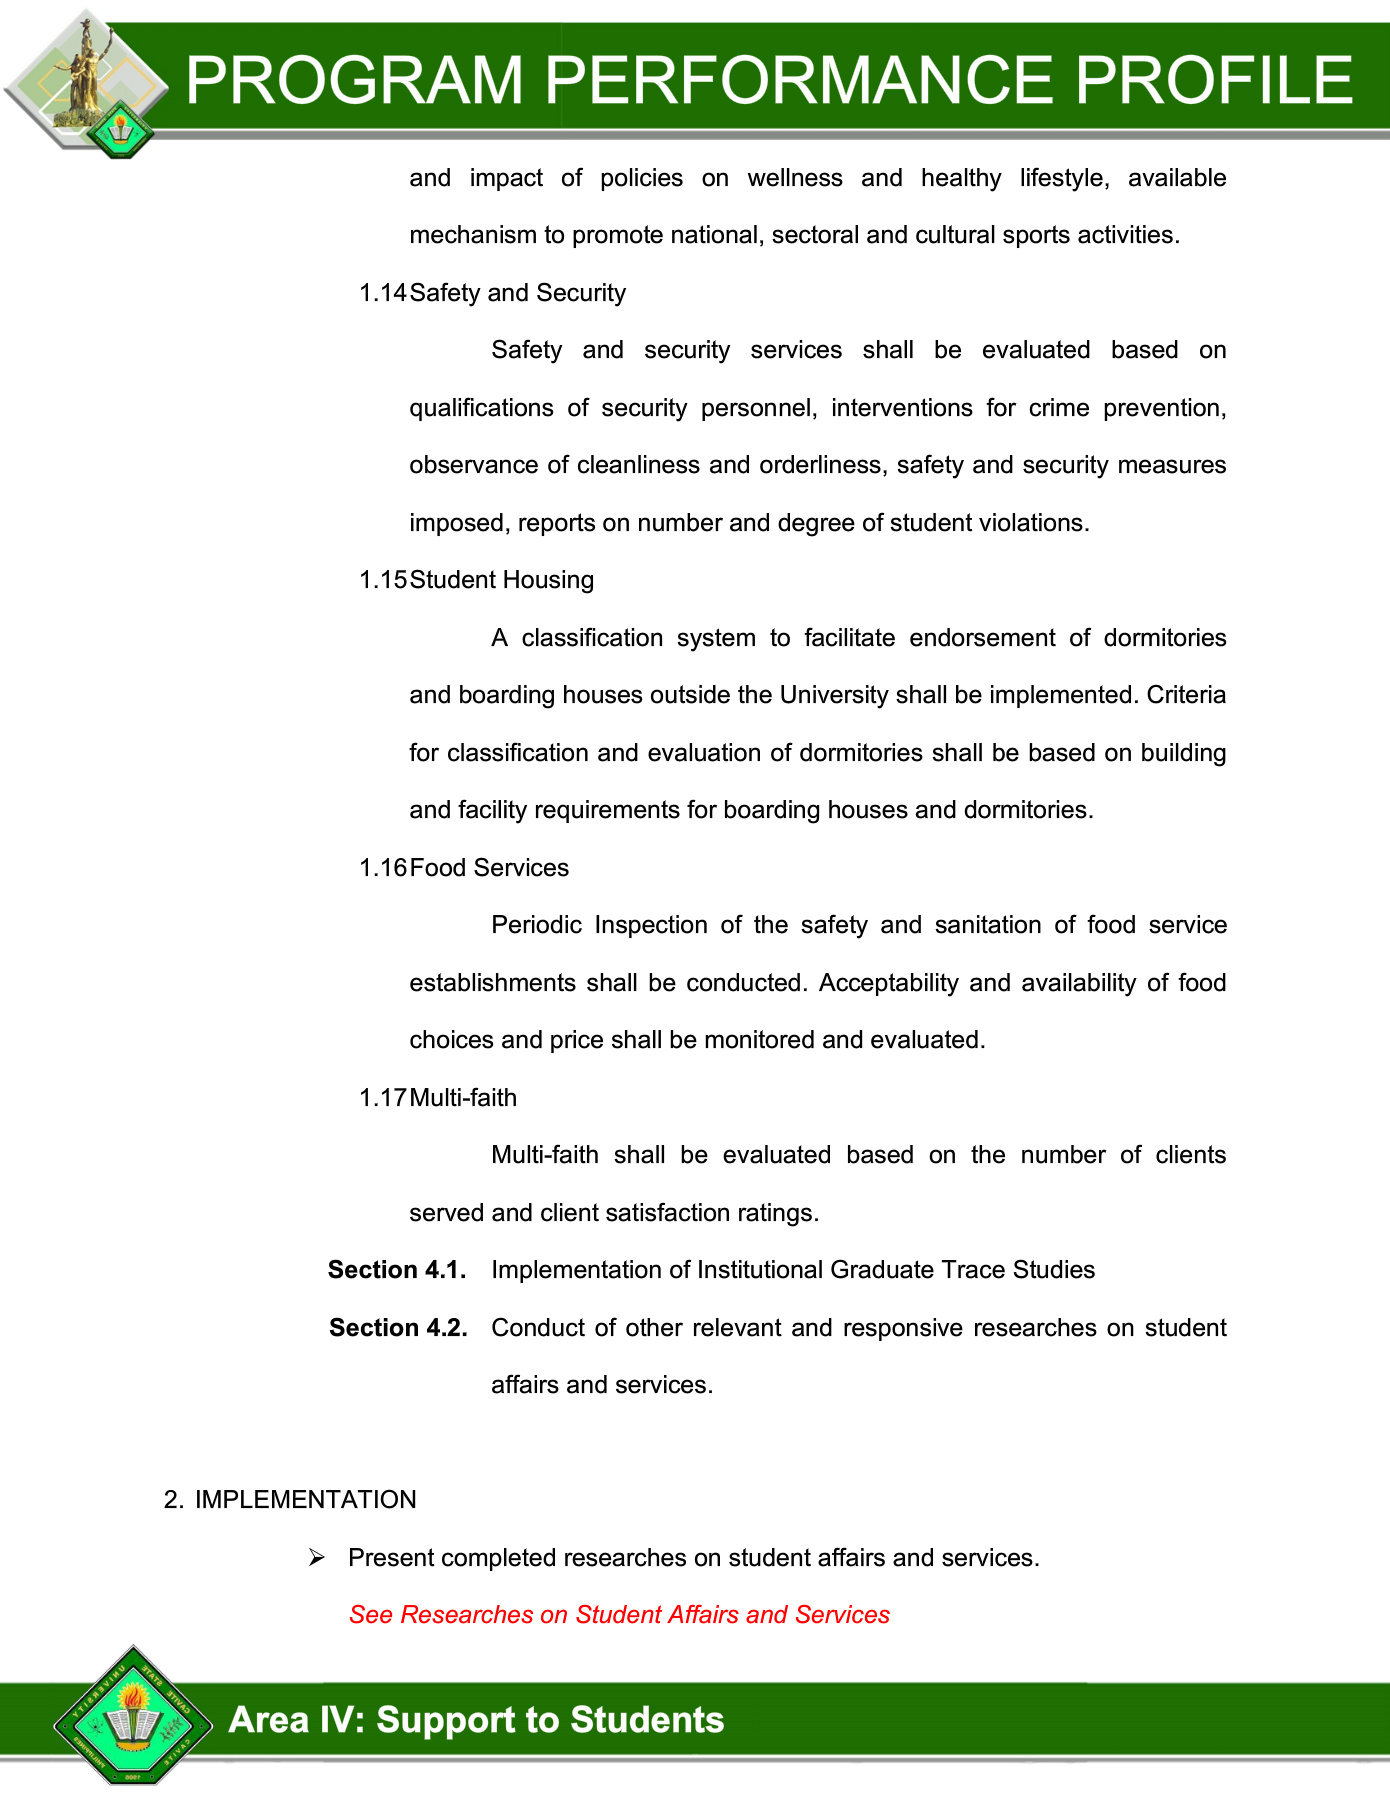 PROGRAM PERFORMANCE PROFILE
and impact of policies on wellness and healthy lifestyle, available
mechanism to promote national, sectoral and cultural sports activities.
1.14 Safety and Security
Safety and security services shall be evaluated based on
qualifications of security personnel, interventions for crime prevention,
observance of cleanliness and orderliness, safety and security measures
imposed, reports on number and degree of student violations.
1.15 Student Housing
A classification system to facilitate endorsement of dormitories
and boarding houses outside the University shall be implemented. Criteria
for classification and evaluation of dormitories shall be based on building
and facility requirements for boarding houses and dormitories.
1.16 Food Services
Periodic Inspection of the safety and sanitation of food service
establishments shall be conducted. Acceptability and availability of food
choices and price shall be monitored and evaluated.
1.17 Multi-faith
Multi-faith shall be evaluated based on the number of clients
served and client satisfaction ratings.
Section 4.1. Implementation of Institutional Graduate Trace Studies
Section 4.2. Conduct of other relevant and responsive researches on student
affairs and services.
2. IMPLEMENTATION
➢ Present completed researches on student affairs and services.
See Researches on Student Affairs and Services
CAVITE STATE UNIVERSITY
CAVITE PHILIPPINES
Area IV: Support to Students